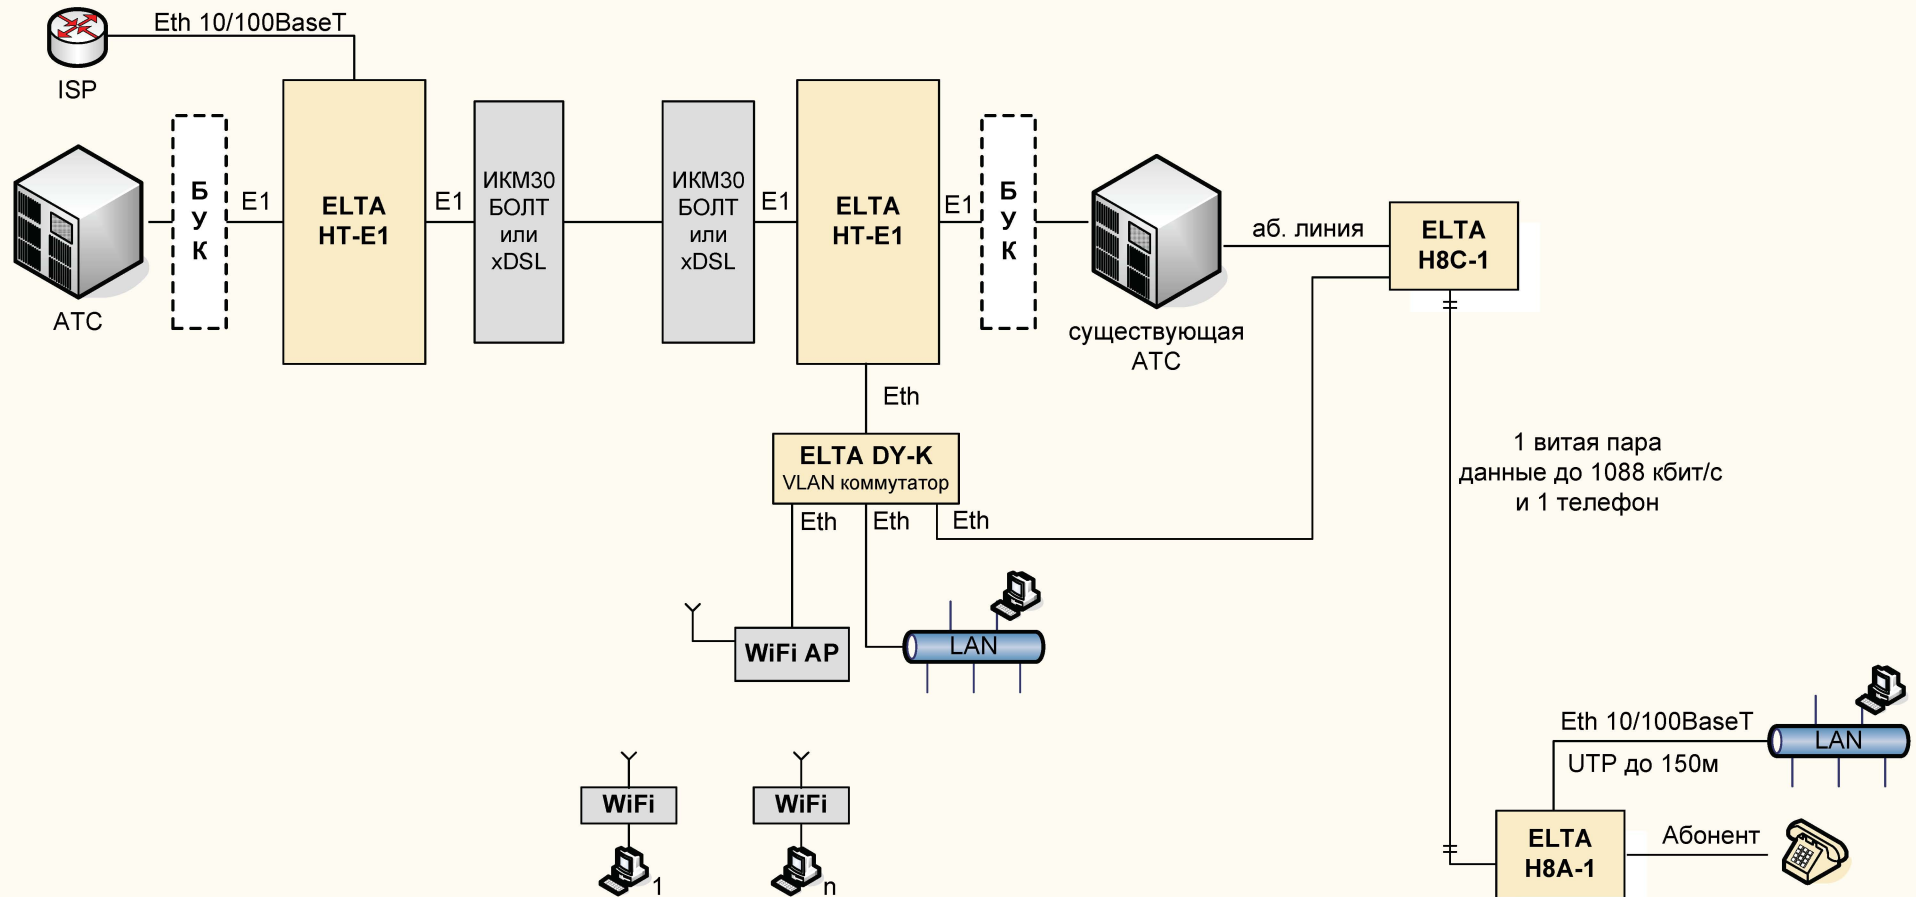 Eth 10/100BaseT
ISP
АТС
Б
У
К
E1
ELTA
HT-E1
E1
ИКМ30
БОЛТ
или
xDSL
ИКМ30
БОЛТ
или
xDSL
E1
ELTA
HT-E1
E1
Б
У
К
существующая
АТС
аб. линия
ELTA
H8C-1
Eth
ELTA DY-K
VLAN коммутатор
Eth
Eth
Eth
1 витая пара
данные до 1088 кбит/с
и 1 телефон
WiFi AP
LAN
Eth 10/100BaseT
UTP до 150м
LAN
WiFi
WiFi
1
n
ELTA
H8A-1
Абонент